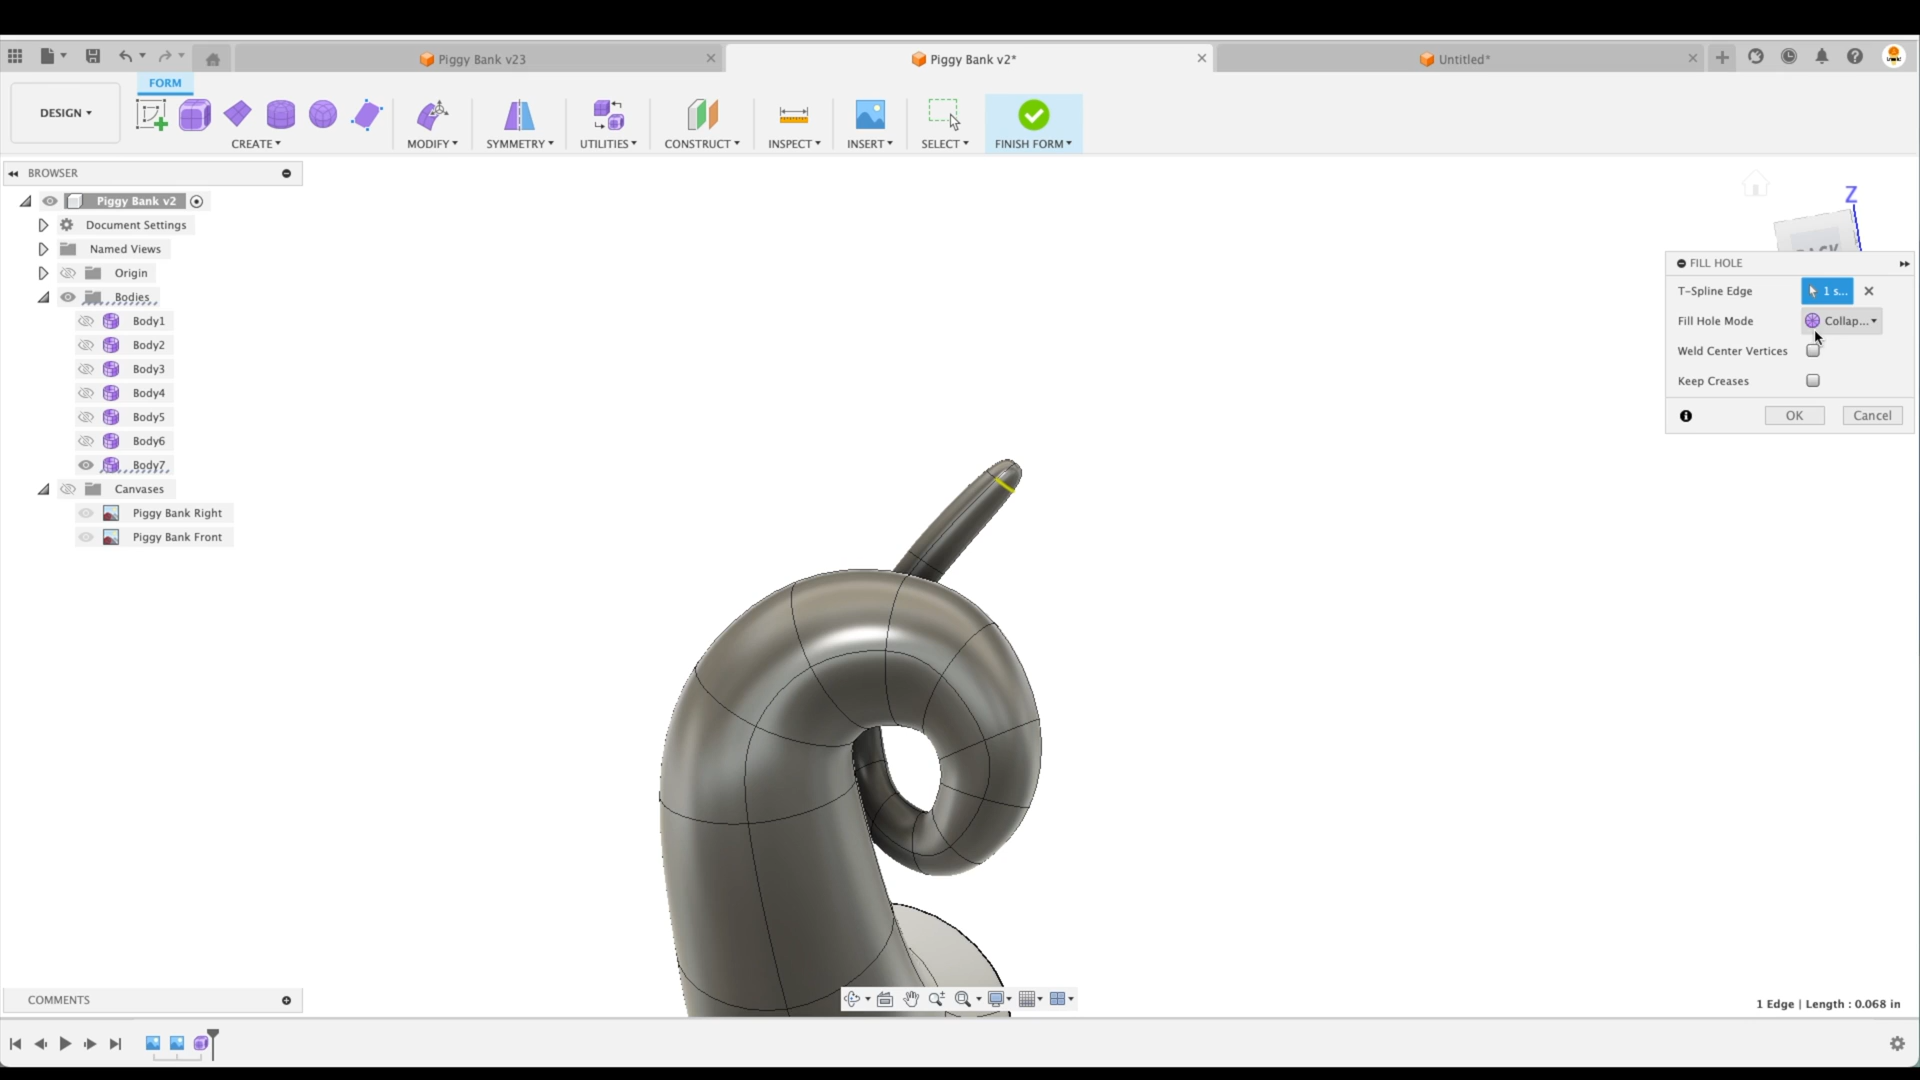 Piggy Bank v23
Piggy Bank v2*
Untitled*
FORM
DESIGN
CREATE
MODIFY
SYMMETRY
UTILITIES
CONSTRUCT
INSPECT
INSERT
SELECT
FINISH FORM
BROWSER
Piggy Bank v2
Document Settings
Named Views
Origin
Bodies
Body1
Body2
Body3
Body4
Body5
Body6
Body7
Canvases
Piggy Bank Right
Piggy Bank Front
Z
BACK
FILL HOLE
T-Spline Edge 1 s...
Fill Hole Mode Collap...
Weld Center Vertices
Keep Creases
OK Cancel
COMMENTS
1 Edge | Length : 0.068 in